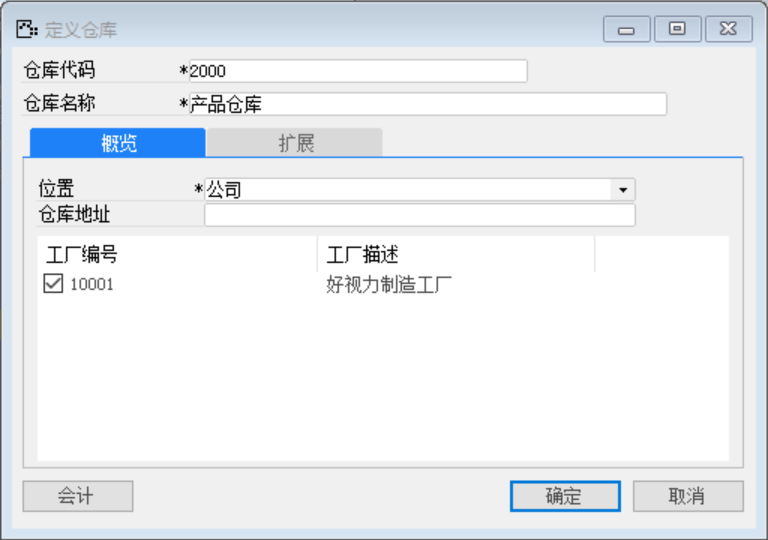 定义仓库
仓库代码 *2000
仓库名称 *产品仓库
概览 扩展
位置 *公司
仓库地址
工厂编号 工厂描述
10001 好视力制造工厂
会计 确定 取消